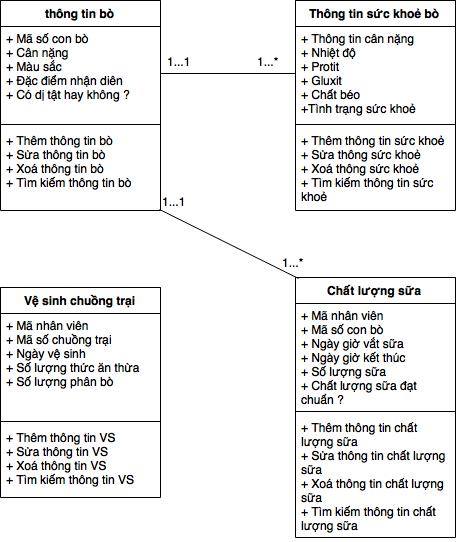 thông tin bò
+ Mã số con bò
+ Cân nặng
+ Màu sắc
+ Đặc điểm nhận diên
+ Có dị tật hay không ?
+ Thêm thông tin bò
+ Sửa thông tin bò
+ Xoá thông tin bò
+ Tìm kiếm thông tin bò
1...1
1...*
Thông tin sức khoẻ bò
+ Thông tin cân nặng
+ Nhiệt độ
+ Protit
+ Gluxit
+ Chất béo
+Tình trạng sức khoẻ
+ Thêm thông tin sức khoẻ
+ Sửa thông sức khoẻ
+ Xoá thông sức khoẻ
+ Tìm kiếm thông tin sức
khoẻ
1...1
1...*
Vệ sinh chuồng trại
+ Mã nhân viên
+ Mã số chuồng trại
+ Ngày vệ sinh
+ Số lượng thức ăn thừa
+ Số lượng phân bò
+ Thêm thông tin VS
+ Sửa thông tin VS
+ Xoá thông tin VS
+ Tìm kiếm thông tin VS
Chất lượng sữa
+ Mã nhân viên
+ Mã số con bò
+ Ngày giờ vắt sữa
+ Ngày giờ kết thúc
+ Số lượng sữa
+ Chất lượng sữa đạt
chuẩn ?
+ Thêm thông tin chất
lượng sữa
+ Sửa thông tin chất lượng
sữa
+ Xoá thông tin chất lượng
sữa
+ Tìm kiếm thông tin chất
lượng sữa